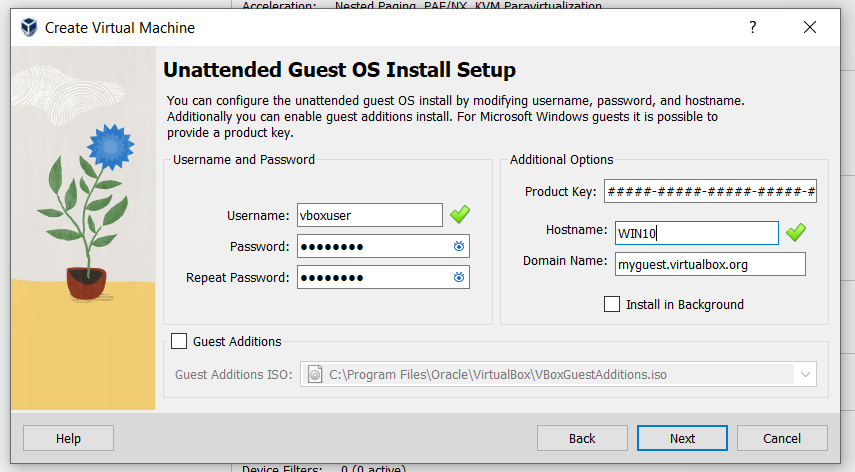 Acceleration: Nested Paging, PAE/NX, KVM Paravirtualization
Create Virtual Machine
?
Unattended Guest OS Install Setup
You can configure the unattended guest OS install by modifying username, password, and hostname.
Additionally you can enable guest additions install. For Microsoft Windows guests it is possible to
provide a product key.
Username and Password
Username: vboxuser
Password: ●●●●●●●●
Repeat Password: ●●●●●●●●
Additional Options
Product Key: #####-#####-#####-#####-#
Hostname: WIN10
Domain Name: myguest.virtualbox.org
Install in Background
Guest Additions
Guest Additions ISO: C:\Program Files\Oracle\VirtualBox\VBoxGuestAdditions.iso
Help Back Next Cancel
Device Filters: 0 (0 active)